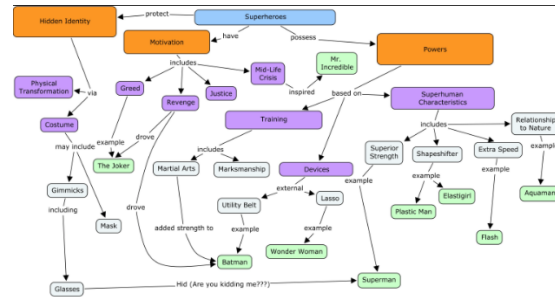 Hidden Identity
protect
Superheroes
have
possess
Motivation
Powers
includes
Mid-Life
Crisis
Mr.
Incredible
inspired
Physical
Transformation
Greed
Justice
Revenge
via
based on
Superhuman
Characteristics
Costume
drove
example
Training
includes
Relationship
to Nature
may include
The Joker
includes
Superior
Strength
Shapeshifter
Extra Speed
Martial Arts
Marksmanship
Devices
Gimmicks
external
example
example
example
example
Aquaman
Utility Belt
Lasso
Elastigirl
Plastic Man
including
Mask
drove
added strength to
example
example
Flash
Batman
Wonder Woman
Superman
Glasses
Hid (Are you kidding me???)